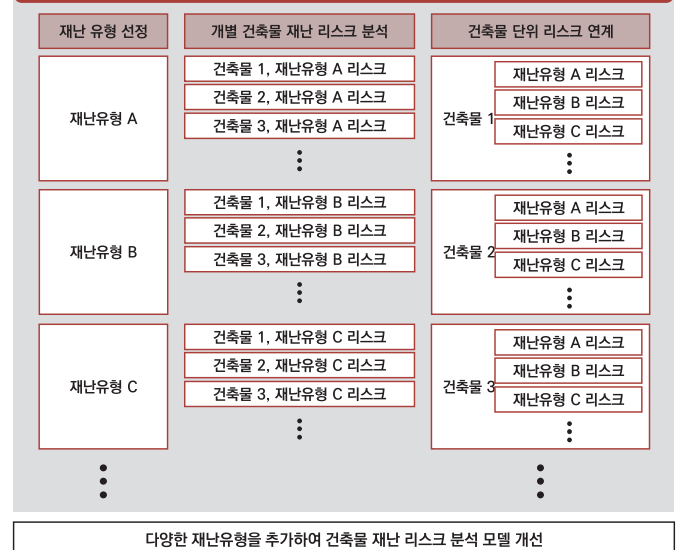 재난 유형 선정
개별 건축물 재난 리스크 분석
건축물 단위 리스크 연계
재난유형 A
건축물 1, 재난유형 A 리스크
건축물 2, 재난유형 A 리스크
건축물 3, 재난유형 A 리스크
건축물 1
재난유형 A 리스크
재난유형 B 리스크
재난유형 C 리스크
재난유형 B
건축물 1, 재난유형 B 리스크
건축물 2, 재난유형 B 리스크
건축물 3, 재난유형 B 리스크
건축물 2
재난유형 A 리스크
재난유형 B 리스크
재난유형 C 리스크
재난유형 C
건축물 1, 재난유형 C 리스크
건축물 2, 재난유형 C 리스크
건축물 3, 재난유형 C 리스크
건축물 3
재난유형 A 리스크
재난유형 B 리스크
재난유형 C 리스크
다양한 재난유형을 추가하여 건축물 재난 리스크 분석 모델 개선